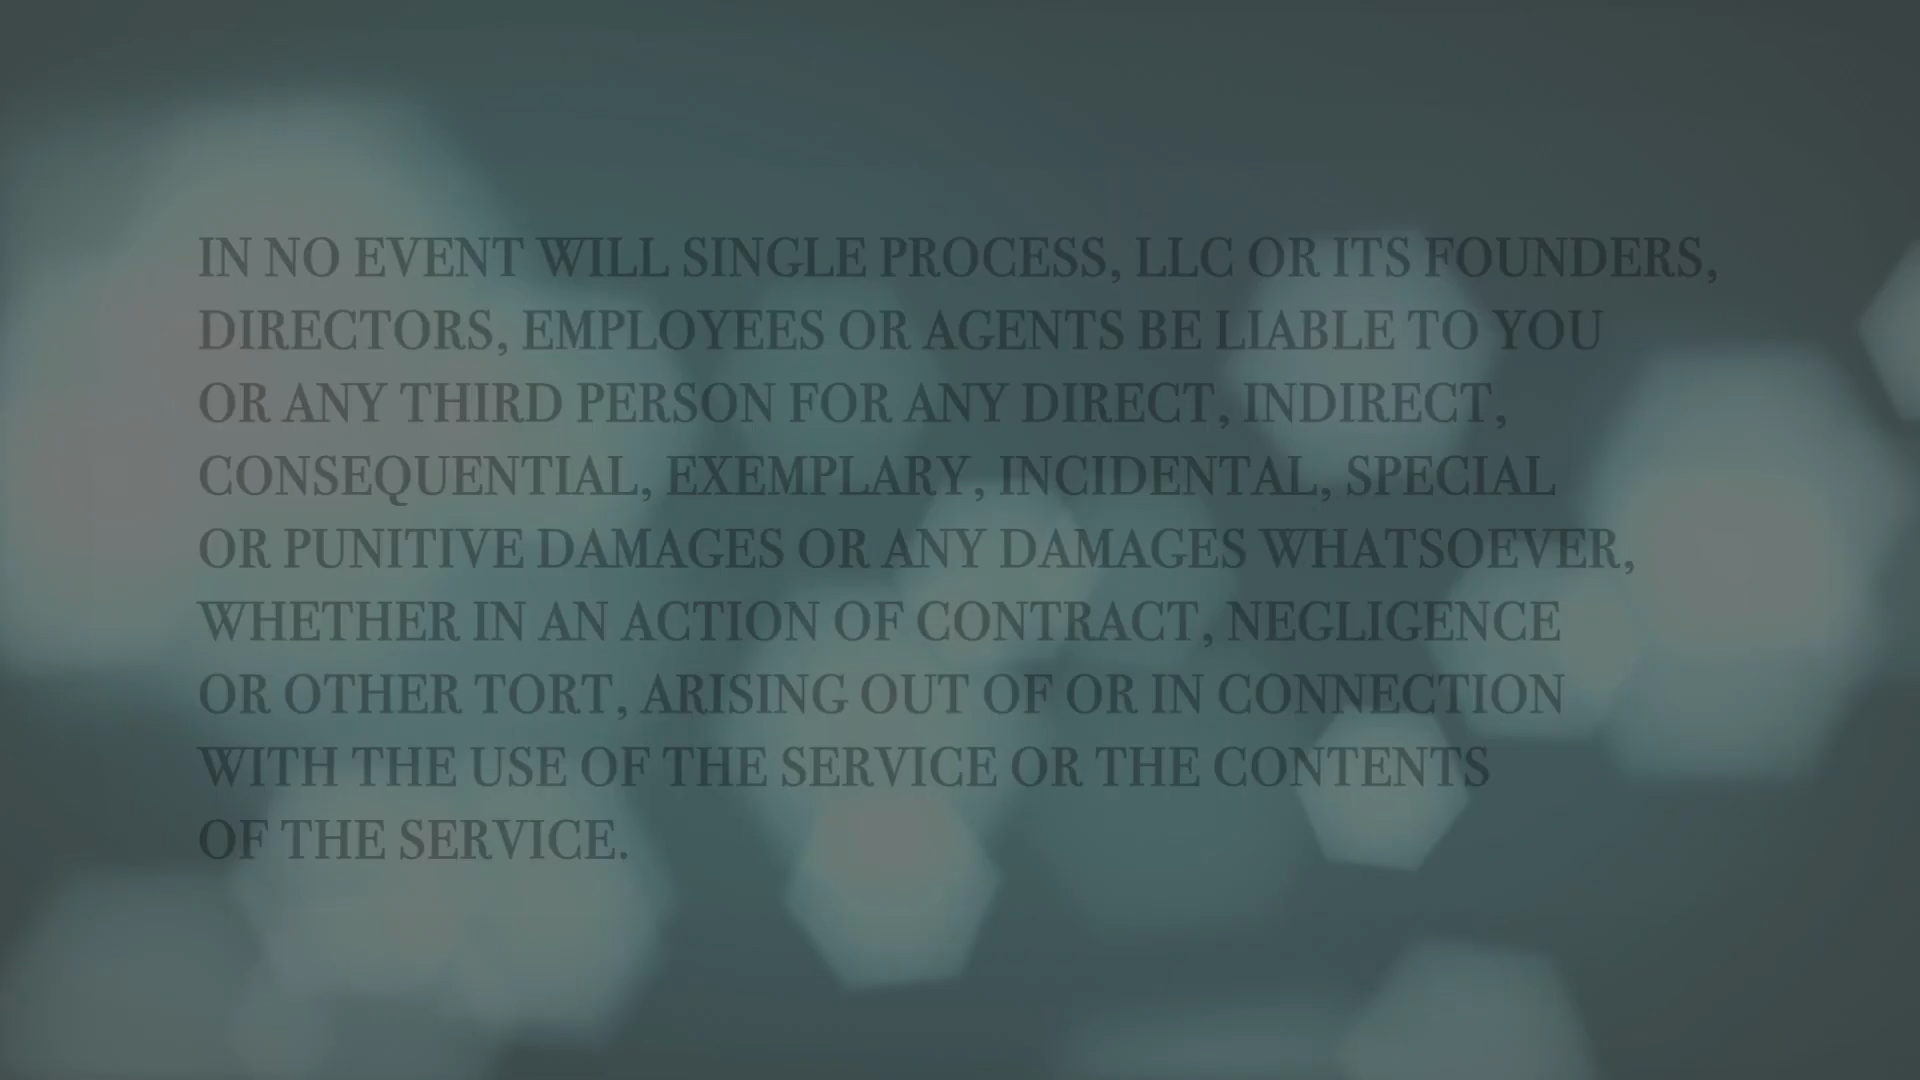 IN NO EVENT WILL SINGLE PROCESS, LLC OR ITS FOUNDERS,
DIRECTORS, EMPLOYEES OR AGENTS BE LIABLE TO YOU
OR ANY THIRD PERSON FOR ANY DIRECT, INDIRECT,
CONSEQUENTIAL, EXEMPLARY, INCIDENTAL, SPECIAL
OR PUNITIVE DAMAGES OR ANY DAMAGES WHATSOEVER,
WHETHER IN AN ACTION OF CONTRACT, NEGLIGENCE
OR OTHER TORT, ARISING OUT OF OR IN CONNECTION
WITH THE USE OF THE SERVICE OR THE CONTENTS
OF THE SERVICE.